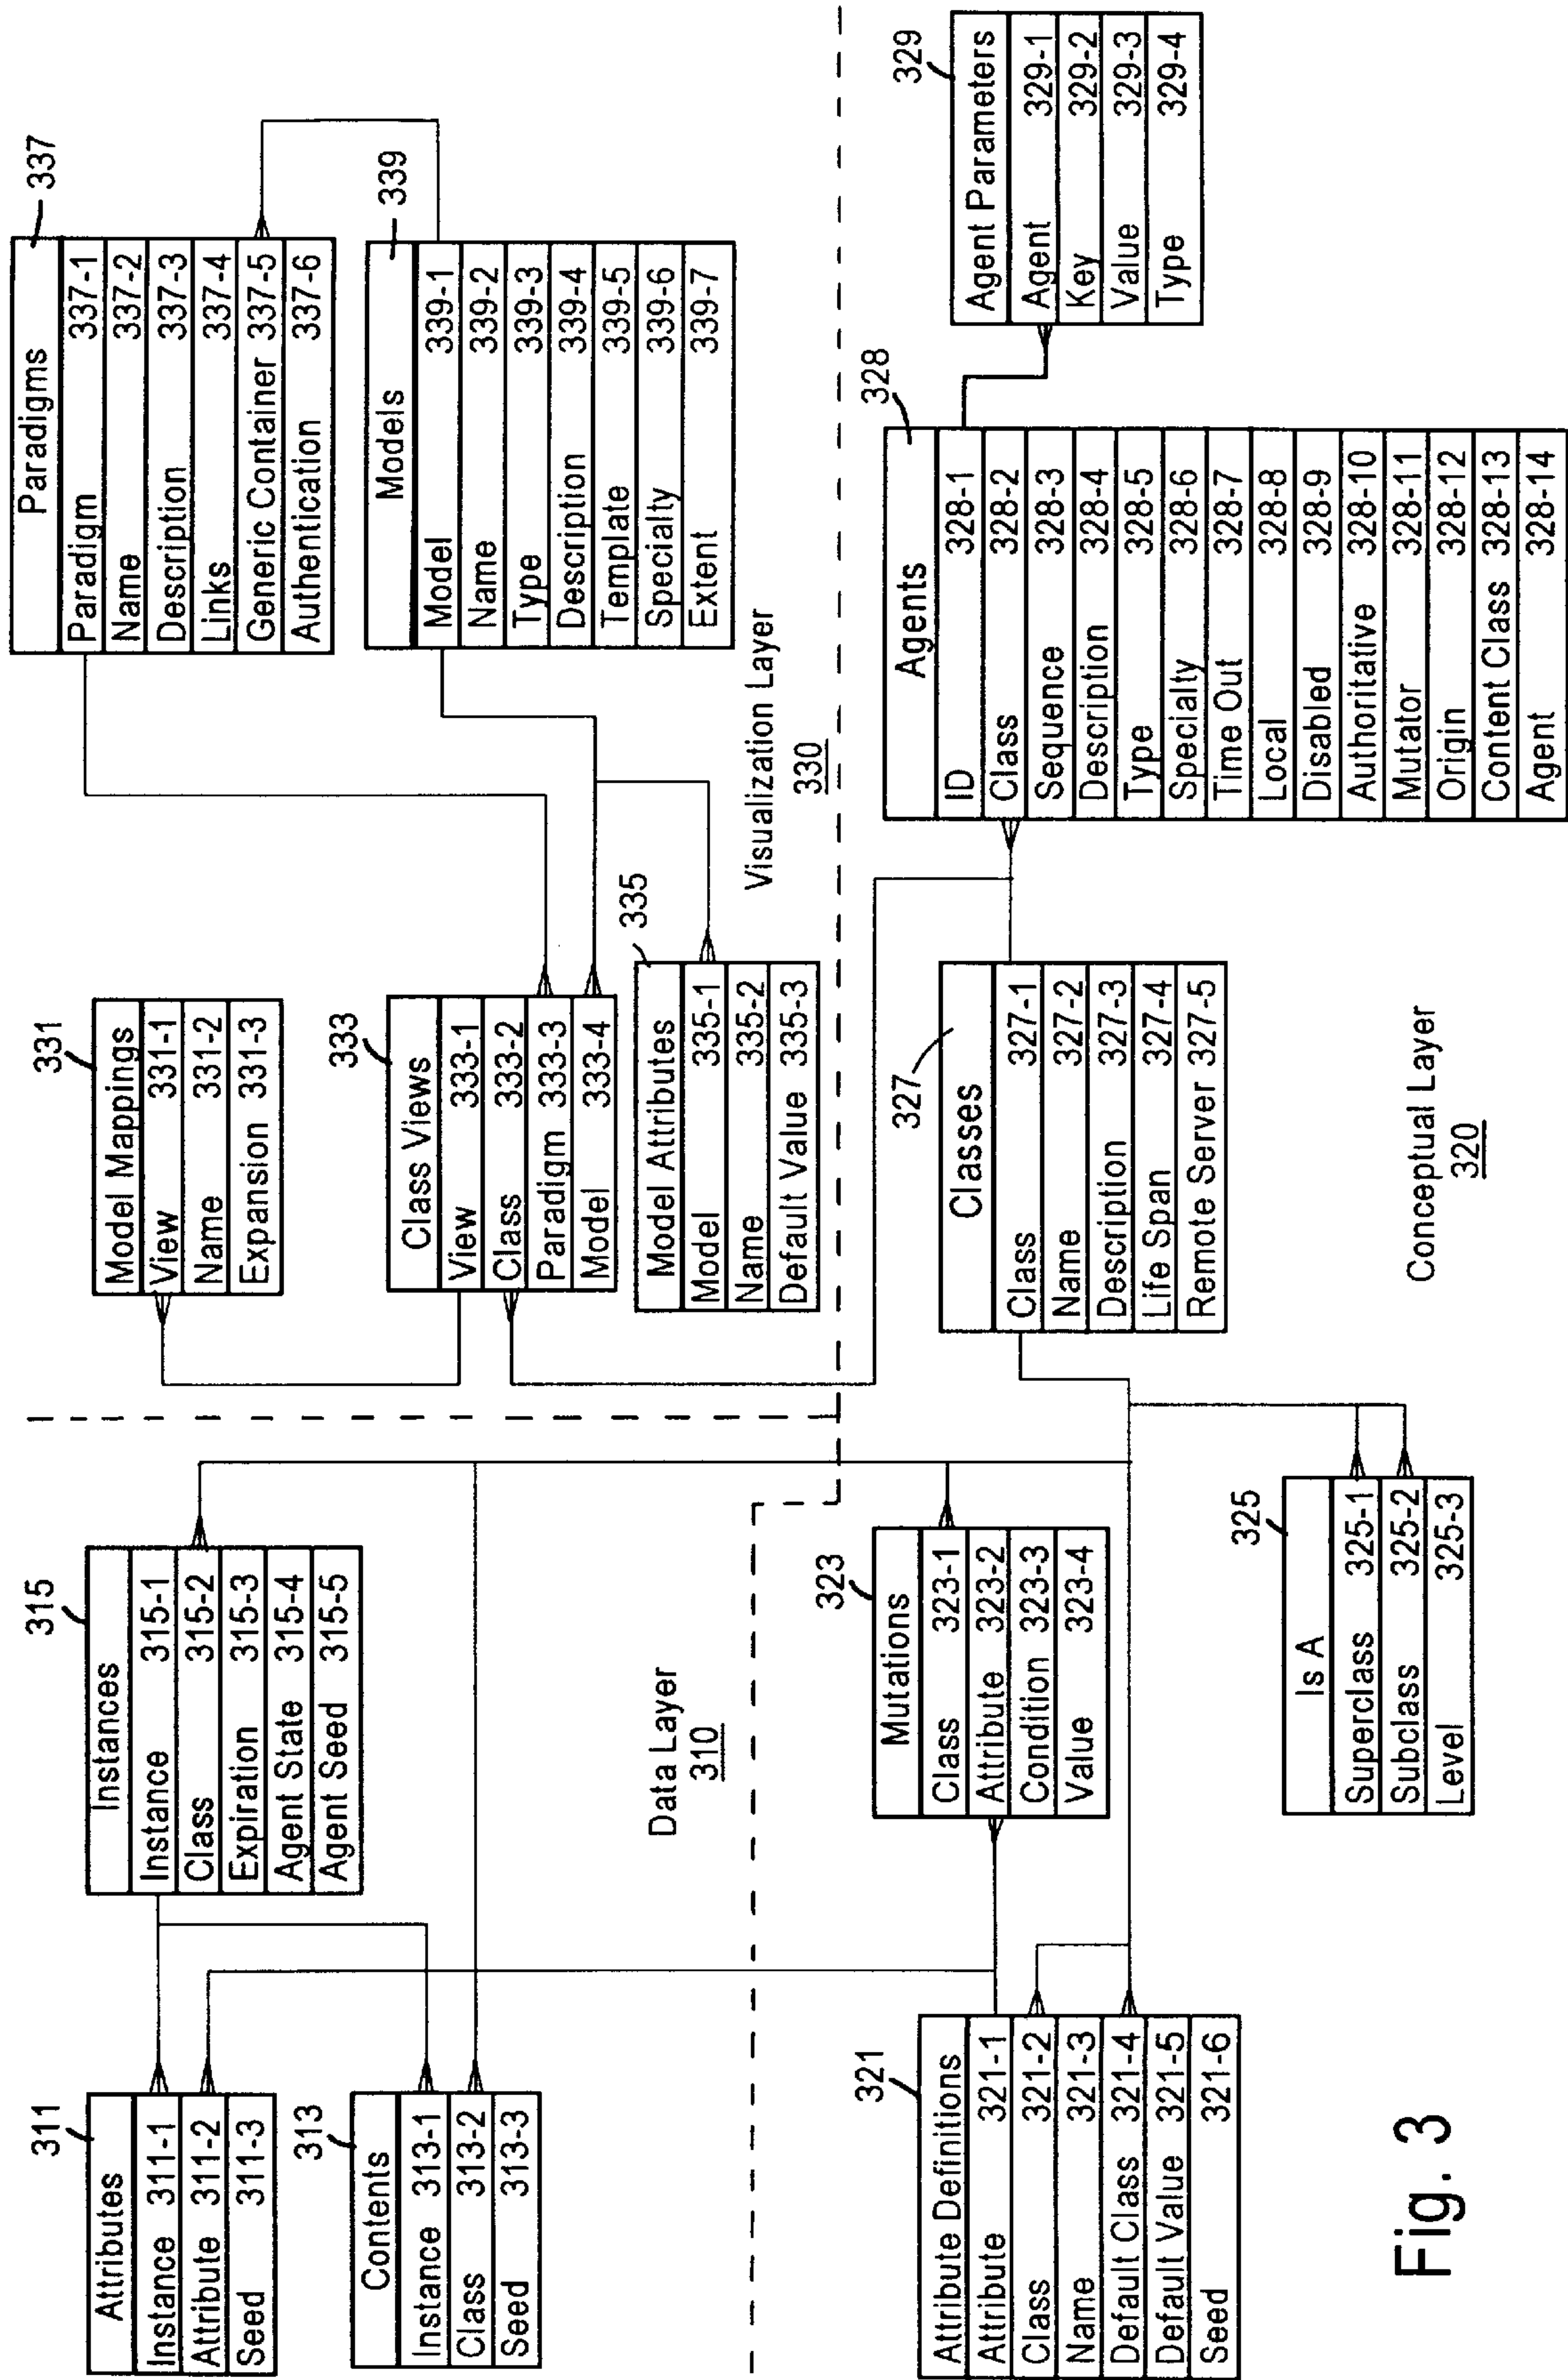 311
Attributes
Instance 311-1
Attribute 311-2
Seed 311-3
313
Contents
Instance 313-1
Class 313-2
Seed 313-3
315
Instances
Instance 315-1
Class 315-2
Expiration 315-3
Agent State 315-4
Agent Seed 315-5
Data Layer
310
331
Model Mappings
View 331-1
Name 331-2
Expansion 331-3
333
Class Views
View 333-1
Class 333-2
Paradigm 333-3
Model 333-4
335
Model Attributes
Model 335-1
Name 335-2
Default Value 335-3
337
Paradigms
Paradigm 337-1
Name 337-2
Description 337-3
Links 337-4
Generic Container 337-5
Authentication 337-6
339
Models
Model 339-1
Name 339-2
Type 339-3
Description 339-4
Template 339-5
Specialty 339-6
Extent 339-7
Visualization Layer
330
321
Attribute Definitions
Attribute 321-1
Class 321-2
Name 321-3
Default Class 321-4
Default Value 321-5
Seed 321-6
323
Mutations
Class 323-1
Attribute 323-2
Condition 323-3
Value 323-4
325
Is A
Superclass 325-1
Subclass 325-2
Level 325-3
327
Classes
Class 327-1
Name 327-2
Description 327-3
Life Span 327-4
Remote Server 327-5
328
Agents
ID 328-1
Class 328-2
Sequence 328-3
Description 328-4
Type 328-5
Specialty 328-6
Time Out 328-7
Local 328-8
Disabled 328-9
Authoritative 328-10
Mutator 328-11
Origin 328-12
Content Class 328-13
Agent 328-14
329
Agent Parameters
Agent 329-1
Key 329-2
Value 329-3
Type 329-4
Conceptual Layer
320
Fig. 3